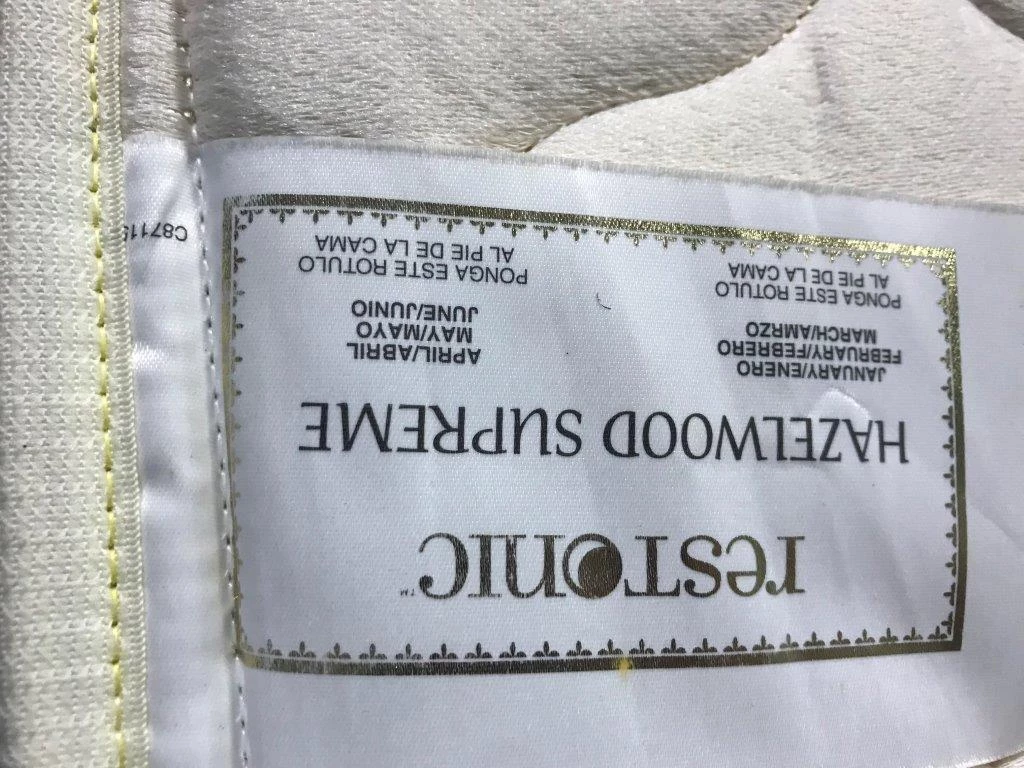 resTonic™
HAZELWOOD SUPREME
JANUARY/ENERO
FEBRUARY/FEBRERO
MARCH/AMRZO
PONGA ESTE ROTULO
AL PIE DE LA CAMA
APRIL/ABRIL
MAY/MAYO
JUNE/JUNIO
PONGA ESTE ROTULO
AL PIE DE LA CAMA